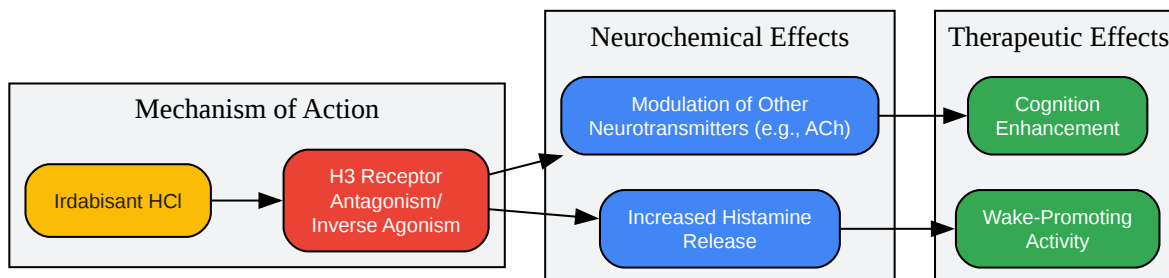 Mechanism of Action
Irdabisant HCl
H3 Receptor
Antagonism/
Inverse Agonism
Neurochemical Effects
Modulation of Other
Neurotransmitters (e.g., ACh)
Increased Histamine
Release
Therapeutic Effects
Cognition
Enhancement
Wake-Promoting
Activity